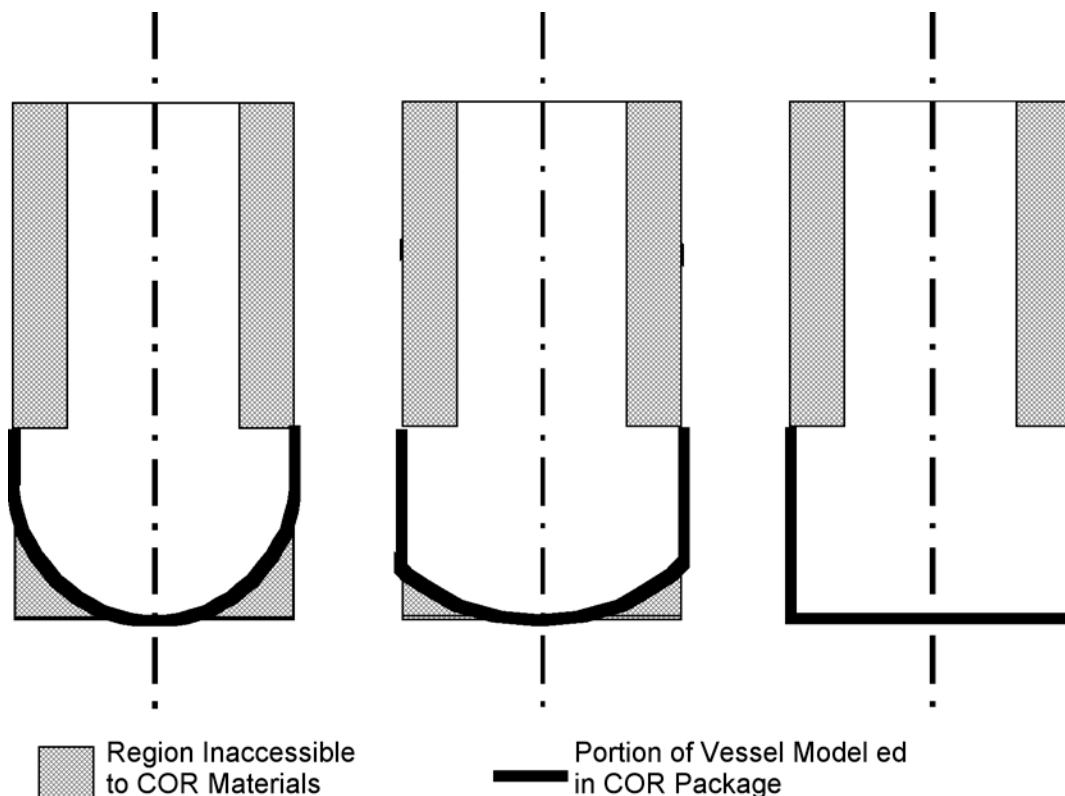 Region Inaccessible
to COR Materials
Portion of Vessel Model ed
in COR Package